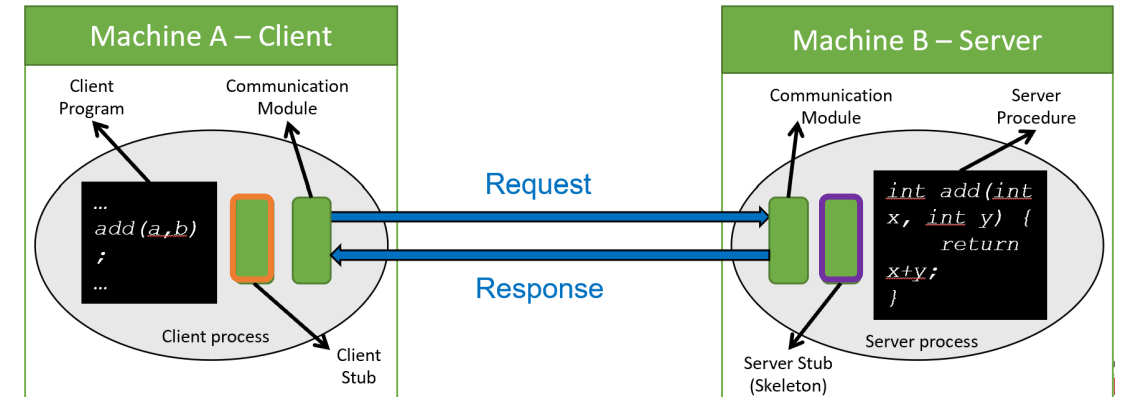 Machine A – Client
Client
Program
Communication
Module
…
add(a,b)
;
…
Client process
Client
Stub
Request
Response
Machine B – Server
Communication
Module
Server
Procedure
int add(int
x, int y) {
return
x+y;
}
Server process
Server Stub
(Skeleton)